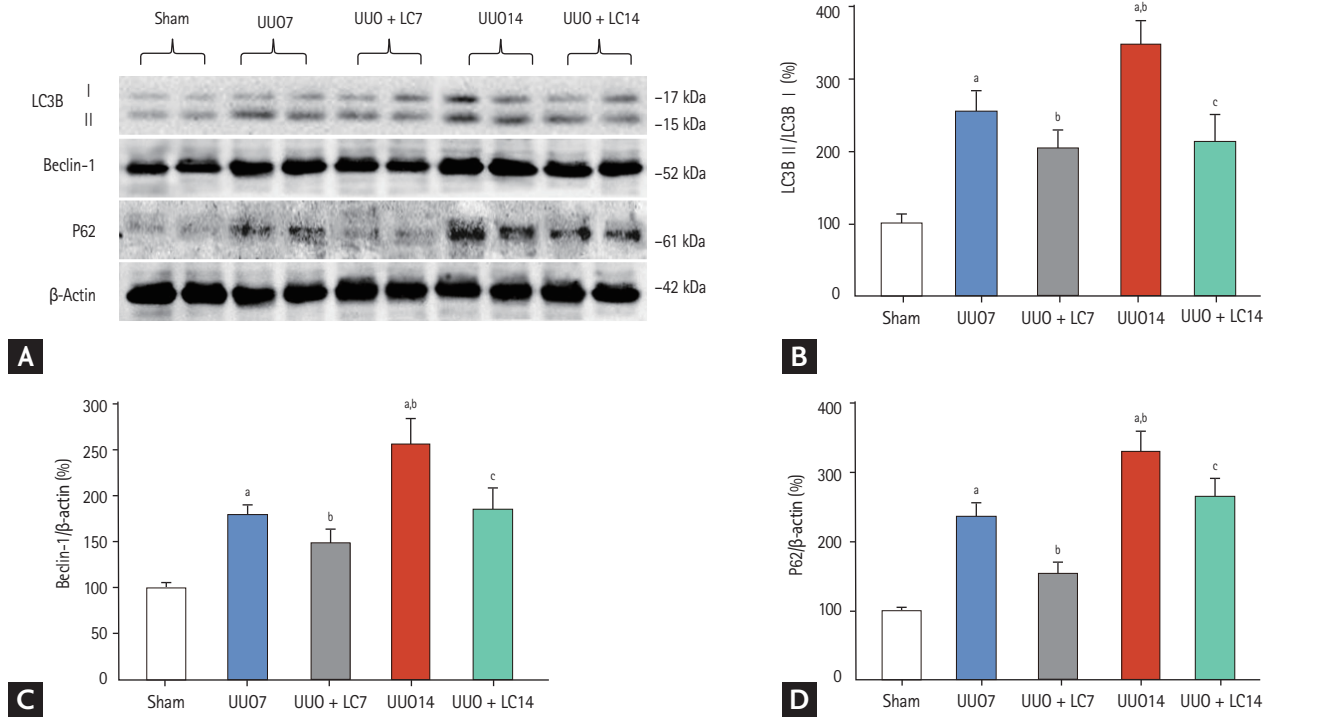 Sham UUO7 UUO + LC7 UUO14 UUO + LC14
LC3B I
II
−17 kDa
−15 kDa
Beclin-1
−52 kDa
P62
−61 kDa
β-Actin
−42 kDa
A
LC3B II/LC3B I (%)
400
300
200
100
0
a
b
a,b
c
Sham UUO7 UUO + LC7 UUO14 UUO + LC14
B
Beclin-1/β-actin (%)
300
250
200
150
100
50
0
a
b
a,b
c
Sham UUO7 UUO + LC7 UUO14 UUO + LC14
C
P62/β-actin (%)
400
300
200
100
0
a
b
a,b
c
Sham UUO7 UUO + LC7 UUO14 UUO + LC14
D